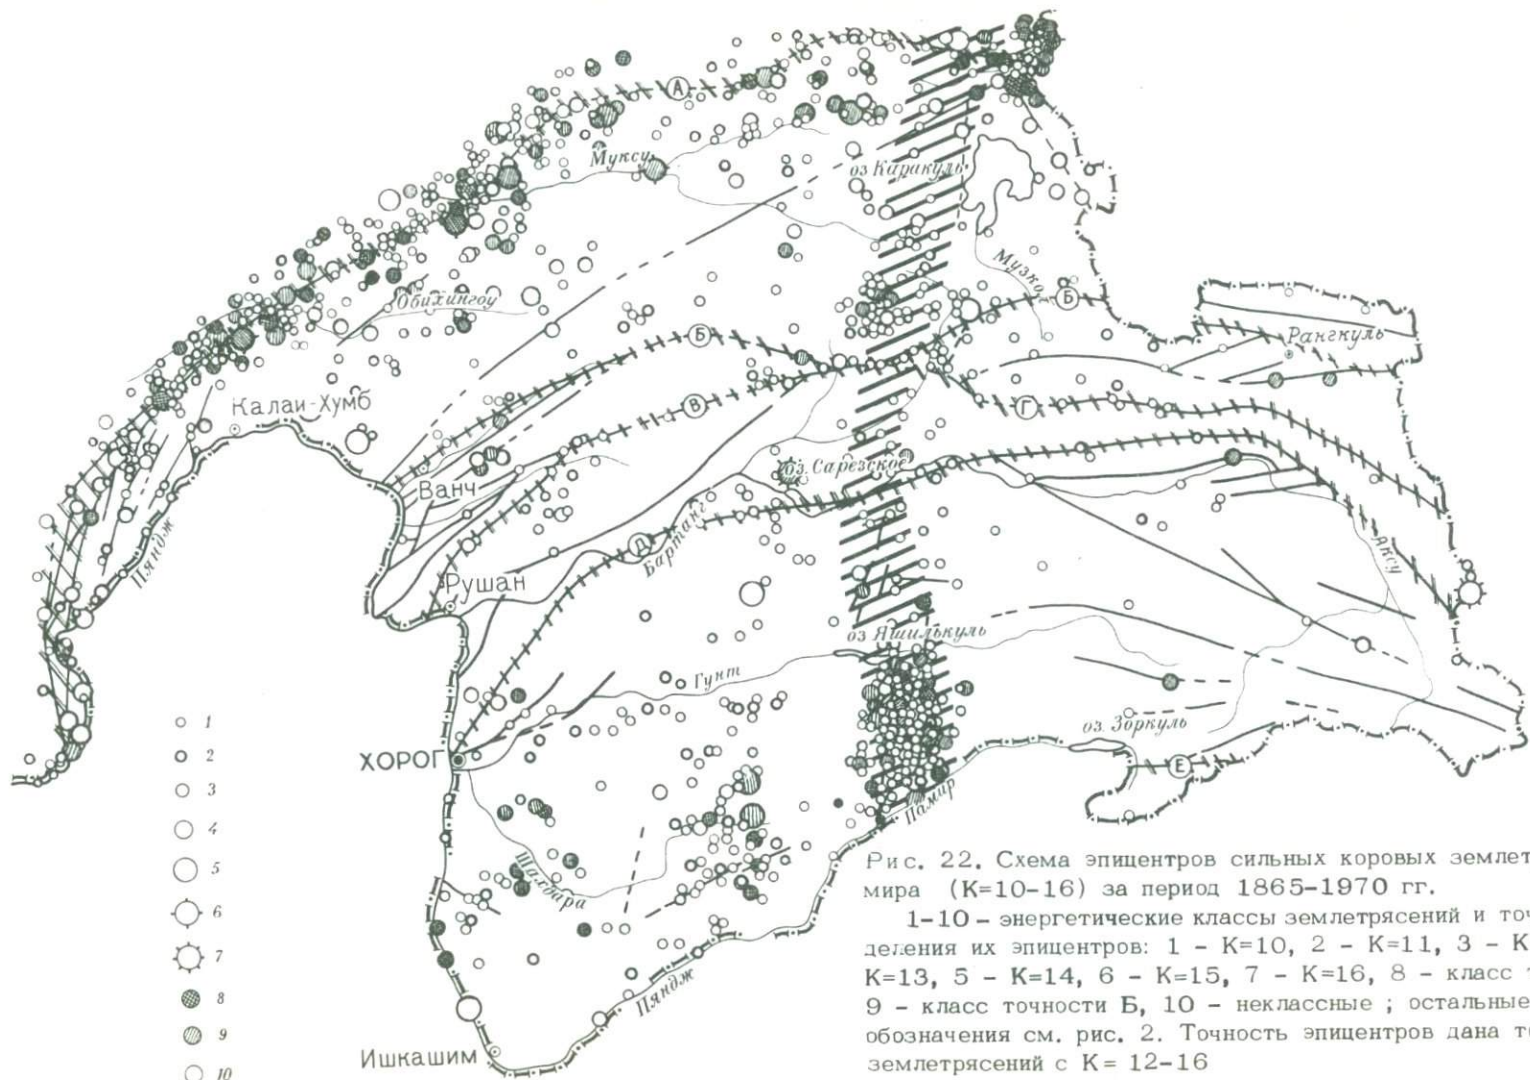 А
Муксу
оз Каракуль
Музкол
Б
Рангкуль
Обихингоу
Б
Калаи-Хумб
В
Г
оз. Сарезское
Ванч
Пяндж
Д
Бартанг
Аксу
Рушан
оз Яшилькуль
Гунт
оз. Зоркуль
ХОРОГ
Е
Памир
Шахдара
Пяндж
Ишкашим
1
2
3
4
5
6
7
8
9
10
Рис. 22. Схема эпицентров сильных коровых землет
мира (К=10-16) за период 1865-1970 гг.
1-10 - энергетические классы землетрясений и точ
деления их эпицентров: 1 - К=10, 2 - К=11, 3 - К
К=13, 5 - К=14, 6 - К=15, 7 - К=16, 8 - класс
9 - класс точности Б, 10 - неклассные ; остальные
обозначения см. рис. 2. Точность эпицентров дана
землетрясений с К= 12-16